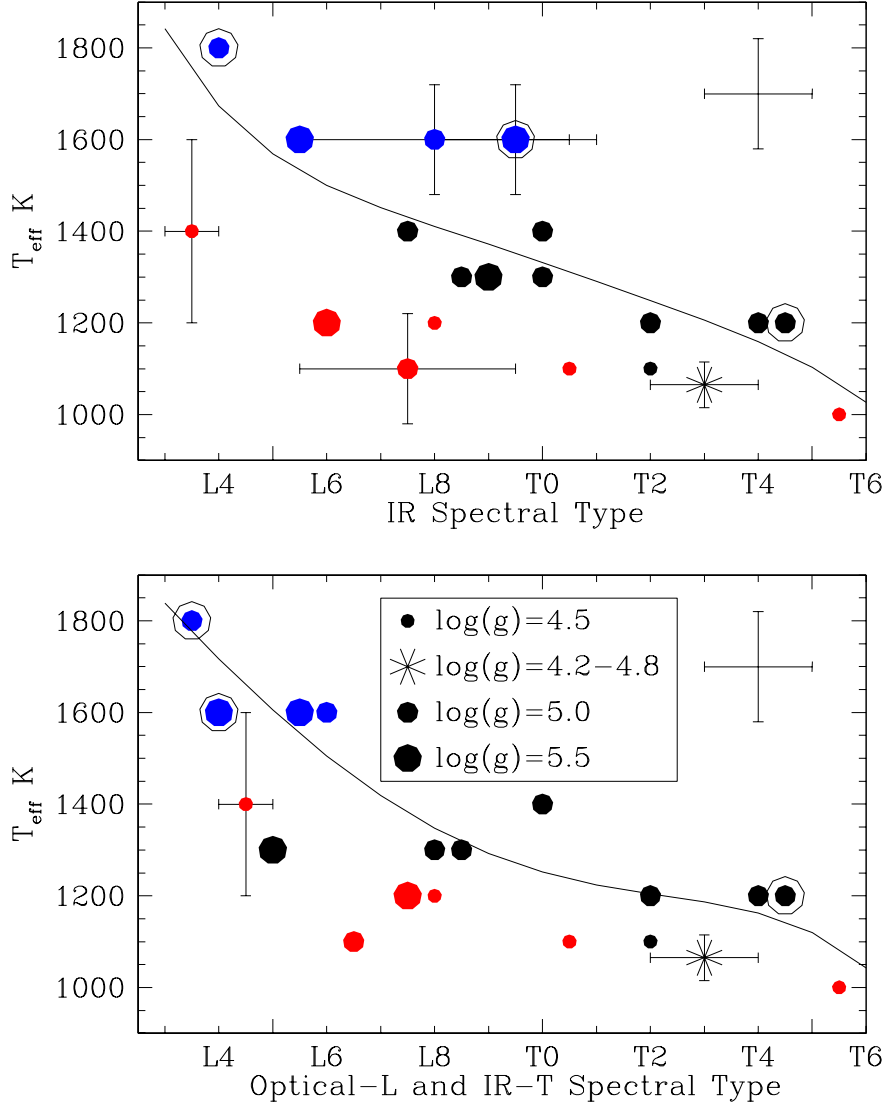 1800
1600
1400
1200
1000
T_eff K
L4 L6 L8 T0 T2 T4 T6
IR Spectral Type
1800
1600
1400
1200
1000
T_eff K
log(g)=4.5
log(g)=4.2−4.8
log(g)=5.0
log(g)=5.5
L4 L6 L8 T0 T2 T4 T6
Optical−L and IR−T Spectral Type